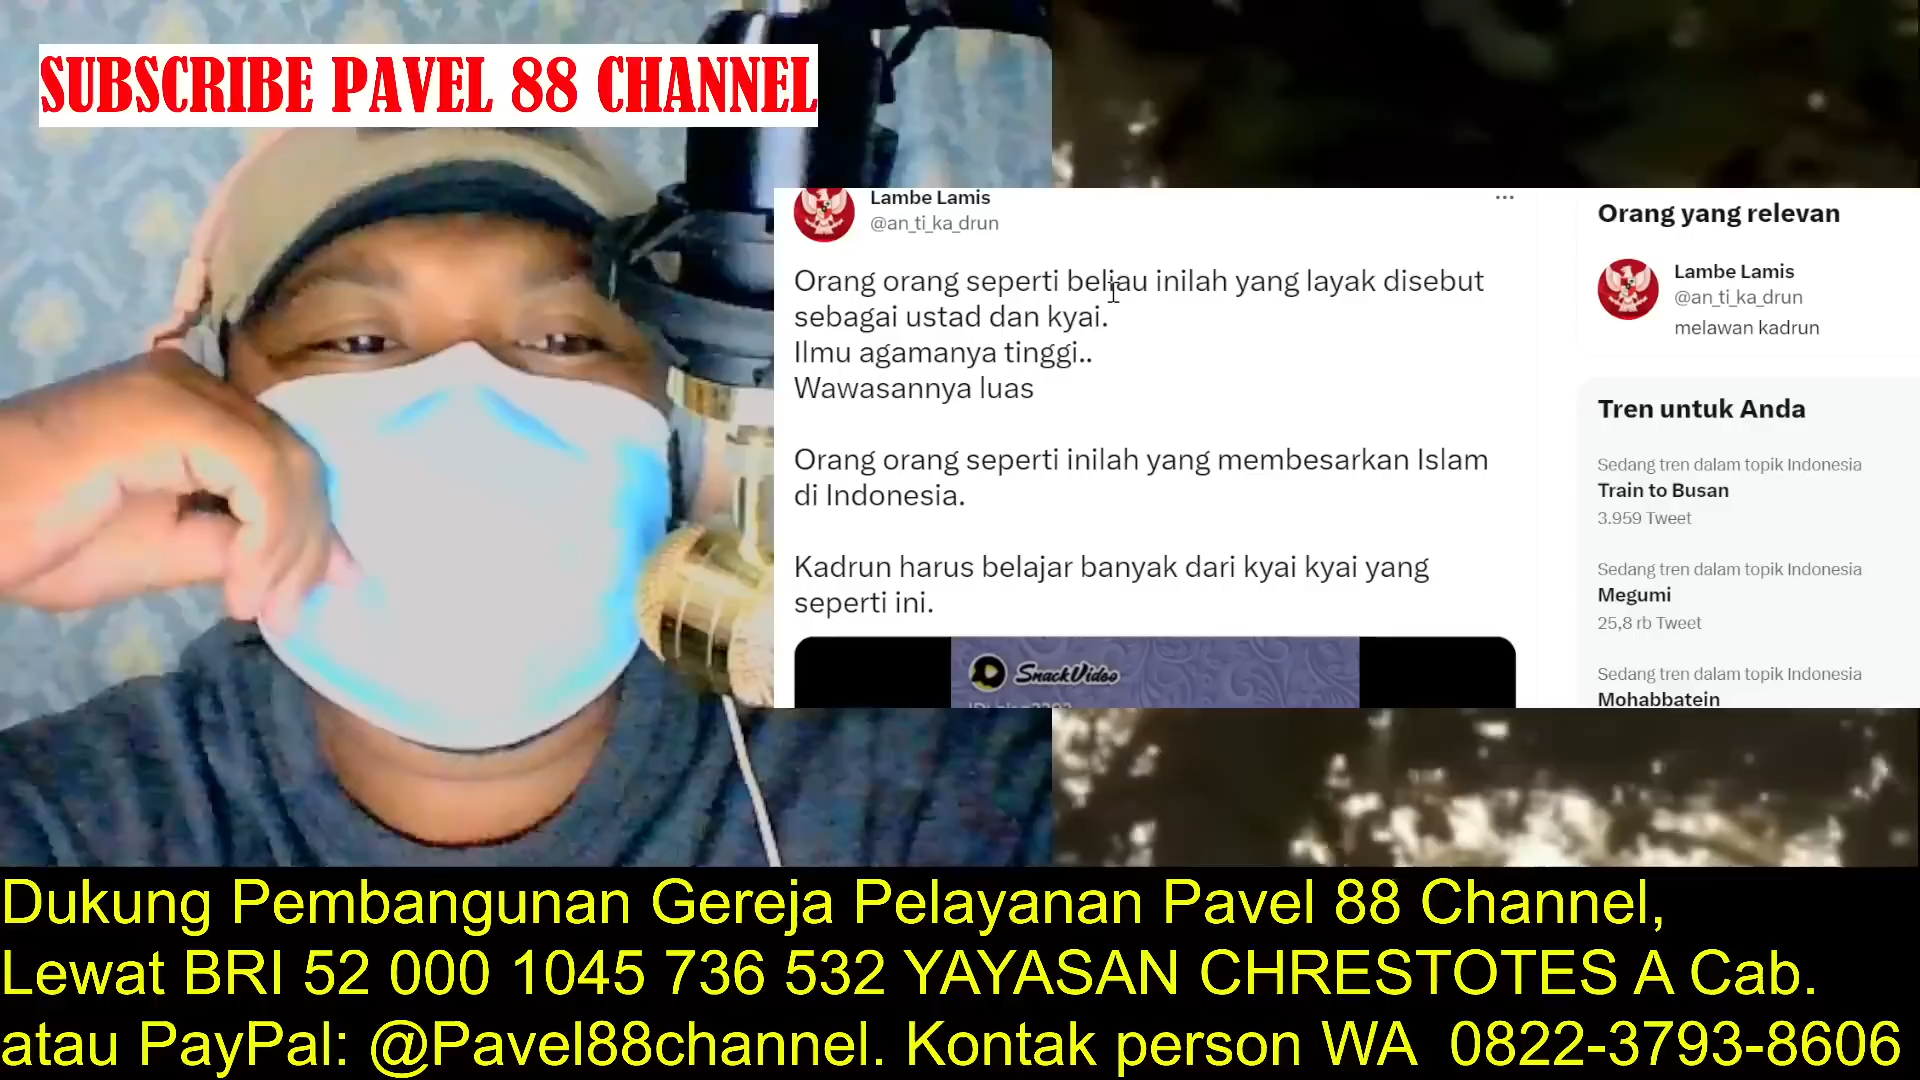 SUBSCRIBE PAVEL 88 CHANNEL
Lambe Lamis
@an_ti_ka_drun
Orang orang seperti beliau inilah yang layak disebut
sebagai ustad dan kyai.
Ilmu agamanya tinggi..
Wawasannya luas
Orang orang seperti inilah yang membesarkan Islam
di Indonesia.
Kadrun harus belajar banyak dari kyai kyai yang
seperti ini.
SnackVideo
Orang yang relevan
Lambe Lamis
@an_ti_ka_drun
melawan kadrun
Tren untuk Anda
Sedang tren dalam topik Indonesia
Train to Busan
3.959 Tweet
Sedang tren dalam topik Indonesia
Megumi
25,8 rb Tweet
Sedang tren dalam topik Indonesia
Mohabbatein
Dukung Pembangunan Gereja Pelayanan Pavel 88 Channel,
Lewat BRI 52 000 1045 736 532 YAYASAN CHRESTOTES A Cab.
atau PayPal: @Pavel88channel. Kontak person WA 0822-3793-8606